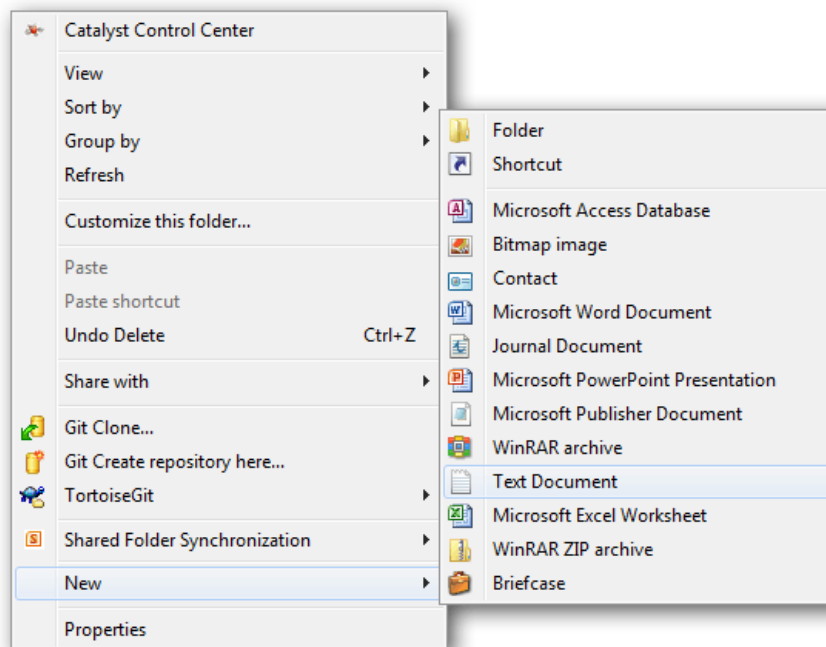 Catalyst Control Center
View
Sort by
Group by
Refresh
Customize this folder...
Paste
Paste shortcut
Undo Delete Ctrl+Z
Share with
Git Clone...
Git Create repository here...
TortoiseGit
Shared Folder Synchronization
New
Properties
Folder
Shortcut
Microsoft Access Database
Bitmap image
Contact
Microsoft Word Document
Journal Document
Microsoft PowerPoint Presentation
Microsoft Publisher Document
WinRAR archive
Text Document
Microsoft Excel Worksheet
WinRAR ZIP archive
Briefcase